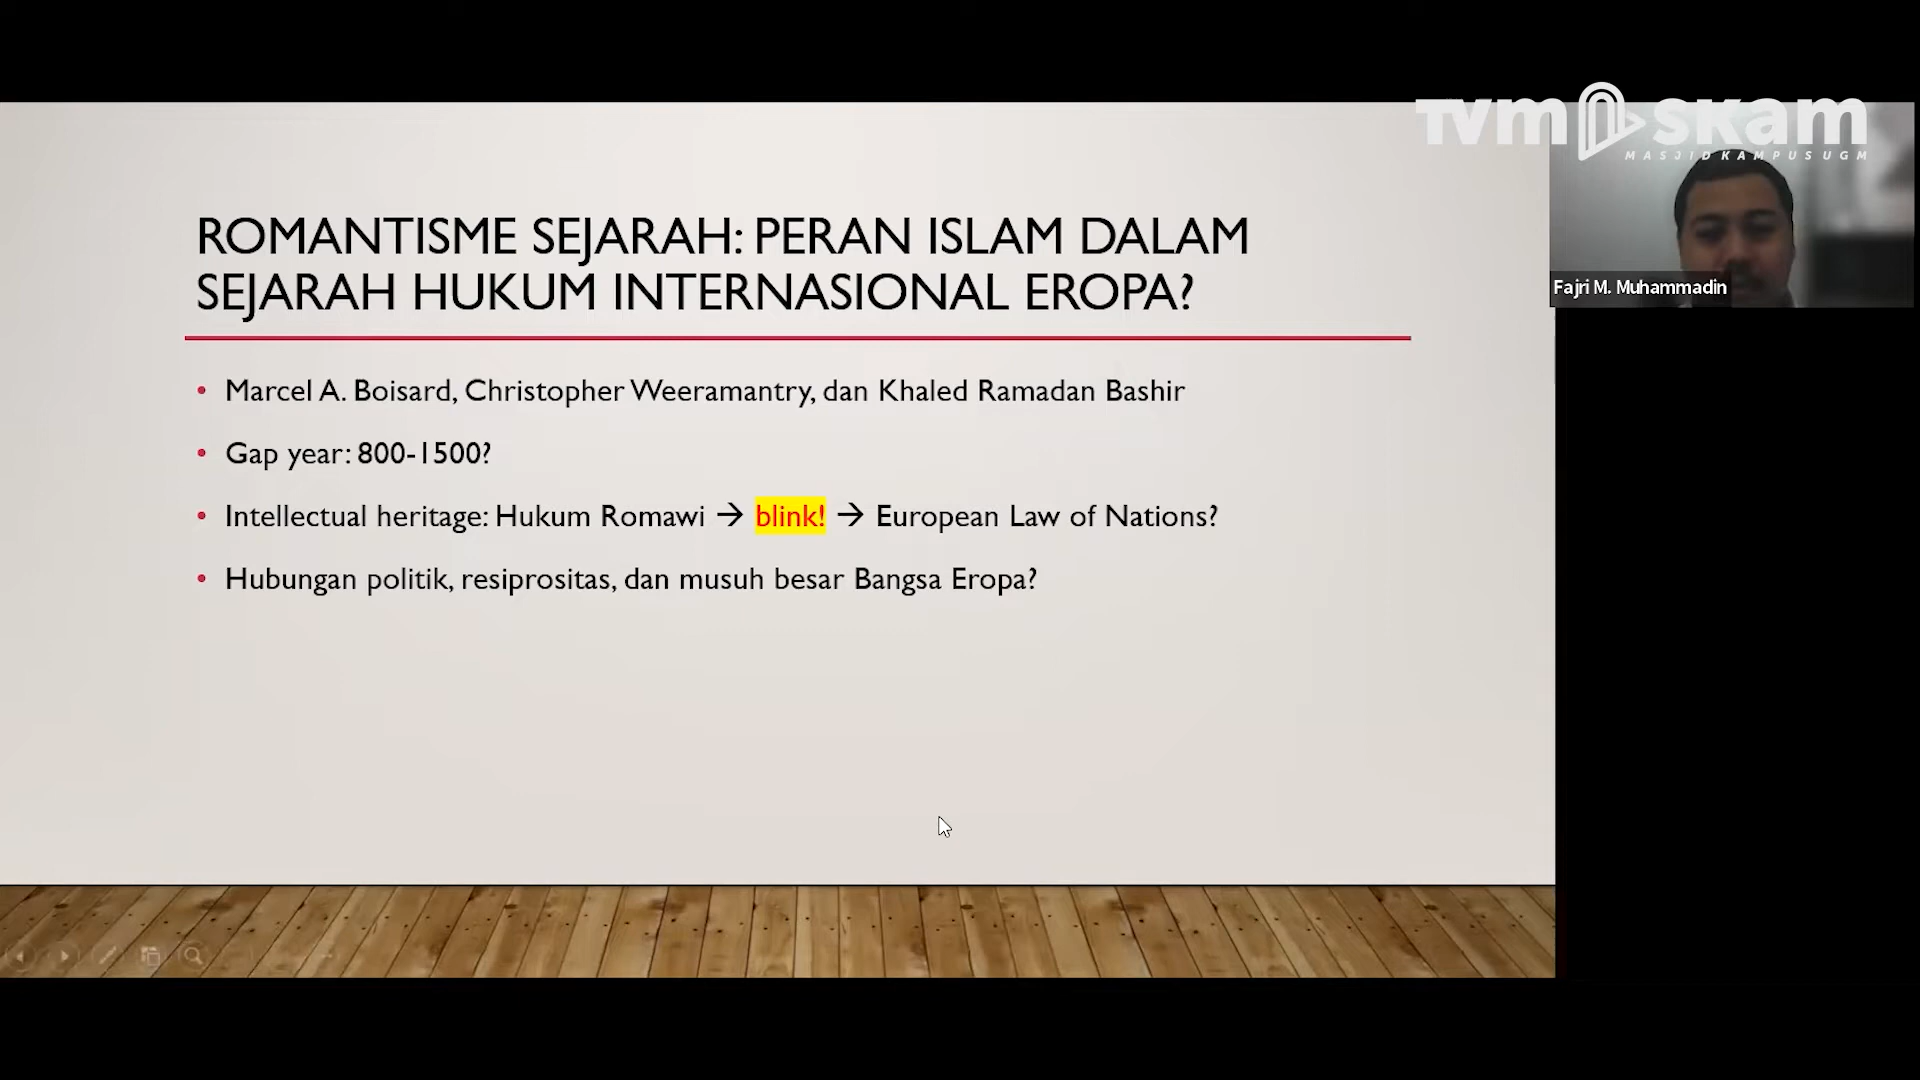 TVM SKAM
MASJID KAMPUS UGM
ROMANTISME SEJARAH: PERAN ISLAM DALAM
SEJARAH HUKUM INTERNASIONAL EROPA?
Fajri M. Muhammadin
• Marcel A. Boisard, Christopher Weeramantry, dan Khaled Ramadan Bashir
• Gap year: 800-1500?
• Intellectual heritage: Hukum Romawi → blink! → European Law of Nations?
• Hubungan politik, resiprositas, dan musuh besar Bangsa Eropa?